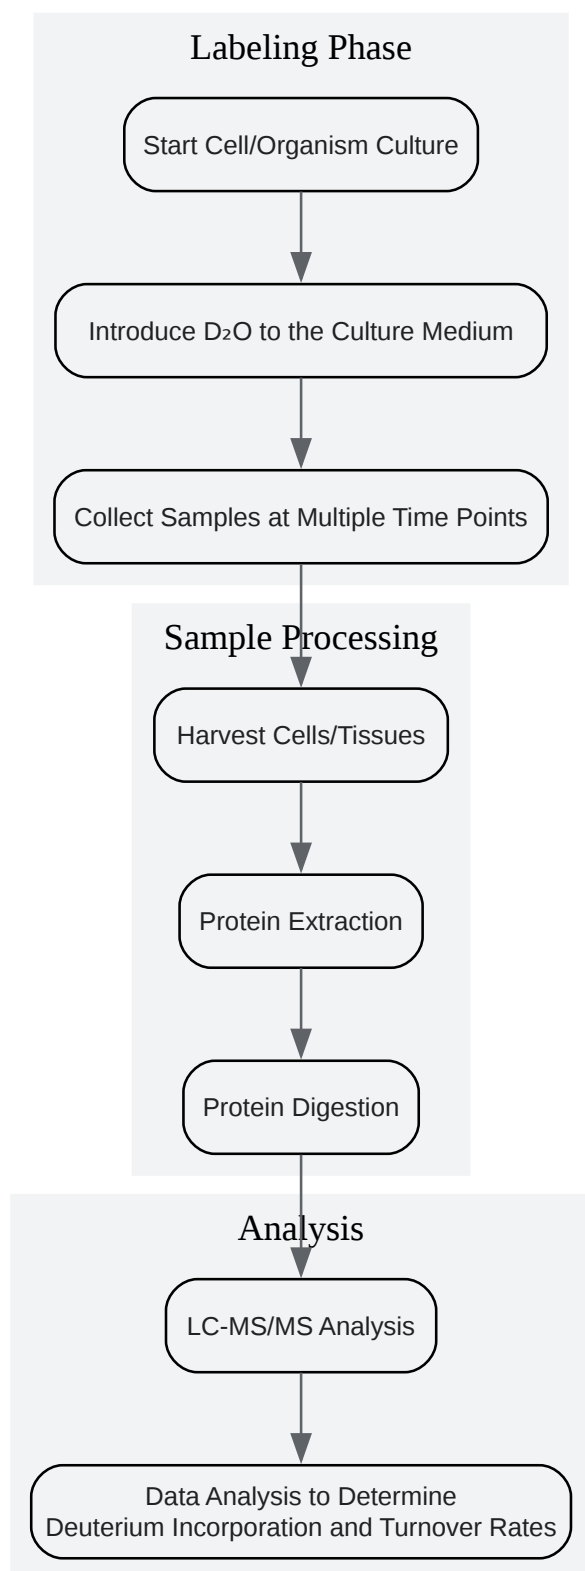 Labeling Phase
Start Cell/Organism Culture
Introduce D₂O to the Culture Medium
Collect Samples at Multiple Time Points
Sample Processing
Harvest Cells/Tissues
Protein Extraction
Protein Digestion
Analysis
LC-MS/MS Analysis
Data Analysis to Determine
Deuterium Incorporation and Turnover Rates